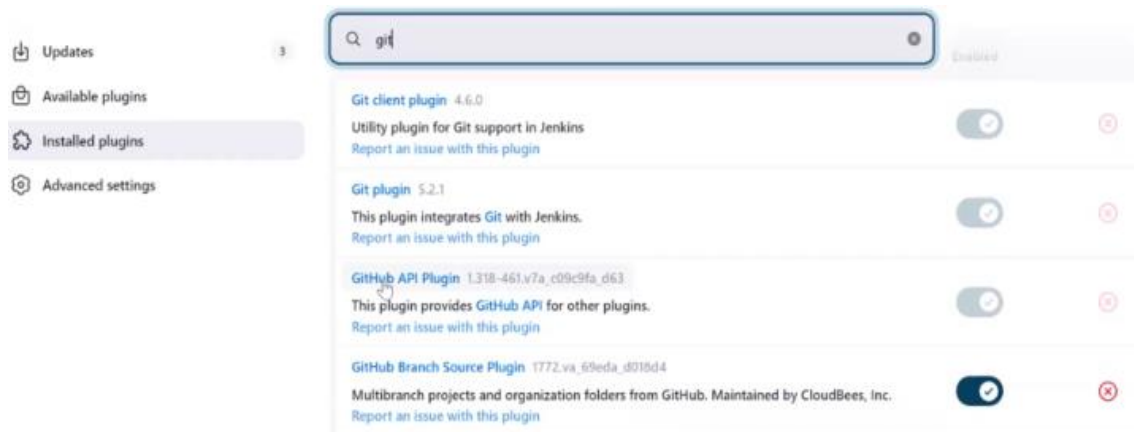 Updates 3
Available plugins
Installed plugins
Advanced settings
git
Enabled
Git client plugin 4.6.0
Utility plugin for Git support in Jenkins
Report an issue with this plugin
Git plugin 5.2.1
This plugin integrates Git with Jenkins.
Report an issue with this plugin
GitHub API Plugin 1.318-461.v7a_c09c9fa_d63
This plugin provides GitHub API for other plugins.
Report an issue with this plugin
GitHub Branch Source Plugin 1772.va_69eda_d018d4
Multibranch projects and organization folders from GitHub. Maintained by CloudBees, Inc.
Report an issue with this plugin